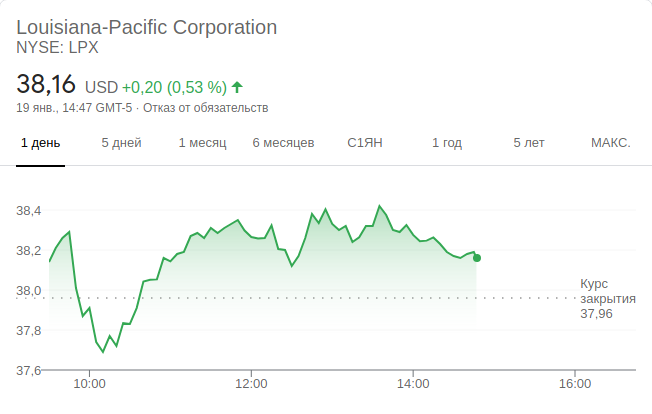 Louisiana-Pacific Corporation
NYSE: LPX
38,16 USD +0,20 (0,53 %)
19 янв., 14:47 GMT-5 · Отказ от обязательств
1 день 5 дней 1 месяц 6 месяцев С1ЯН 1 год 5 лет МАКС.
38,4
38,2
38,0
37,8
37,6
Курс
закрытия
37,96
10:00 12:00 14:00 16:00